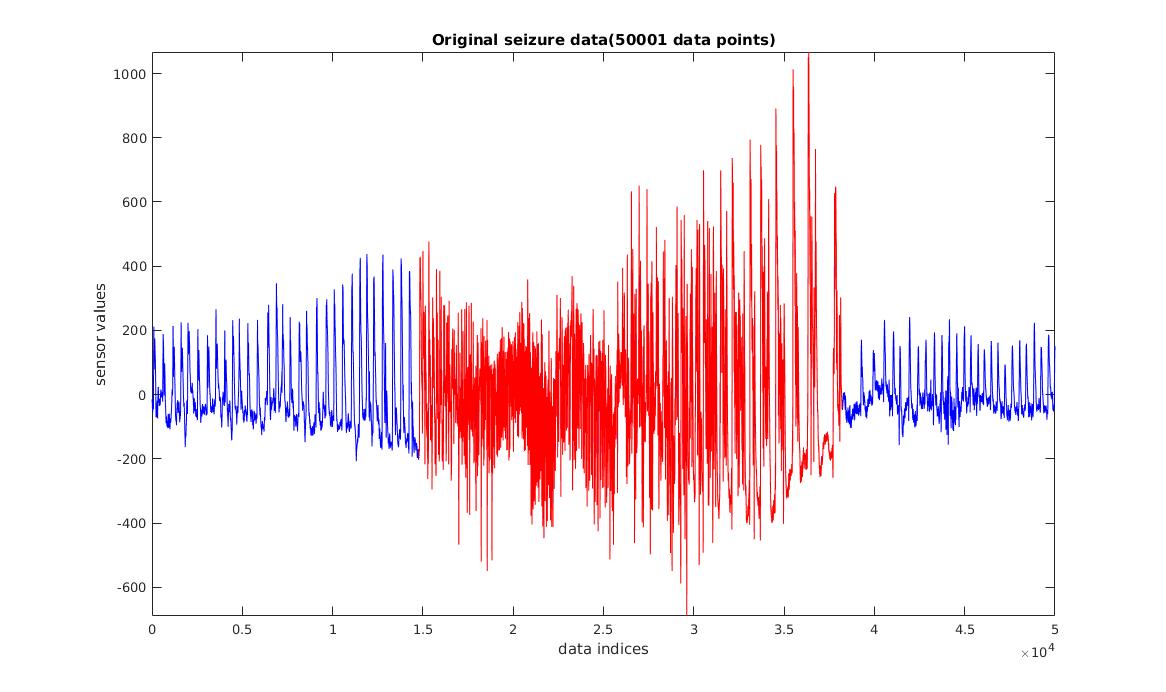 Original seizure data(50001 data points)
1000
800
600
400
200
0
-200
-400
-600
sensor values
0 0.5 1 1.5 2 2.5 3 3.5 4 4.5 5
data indices
×10⁴